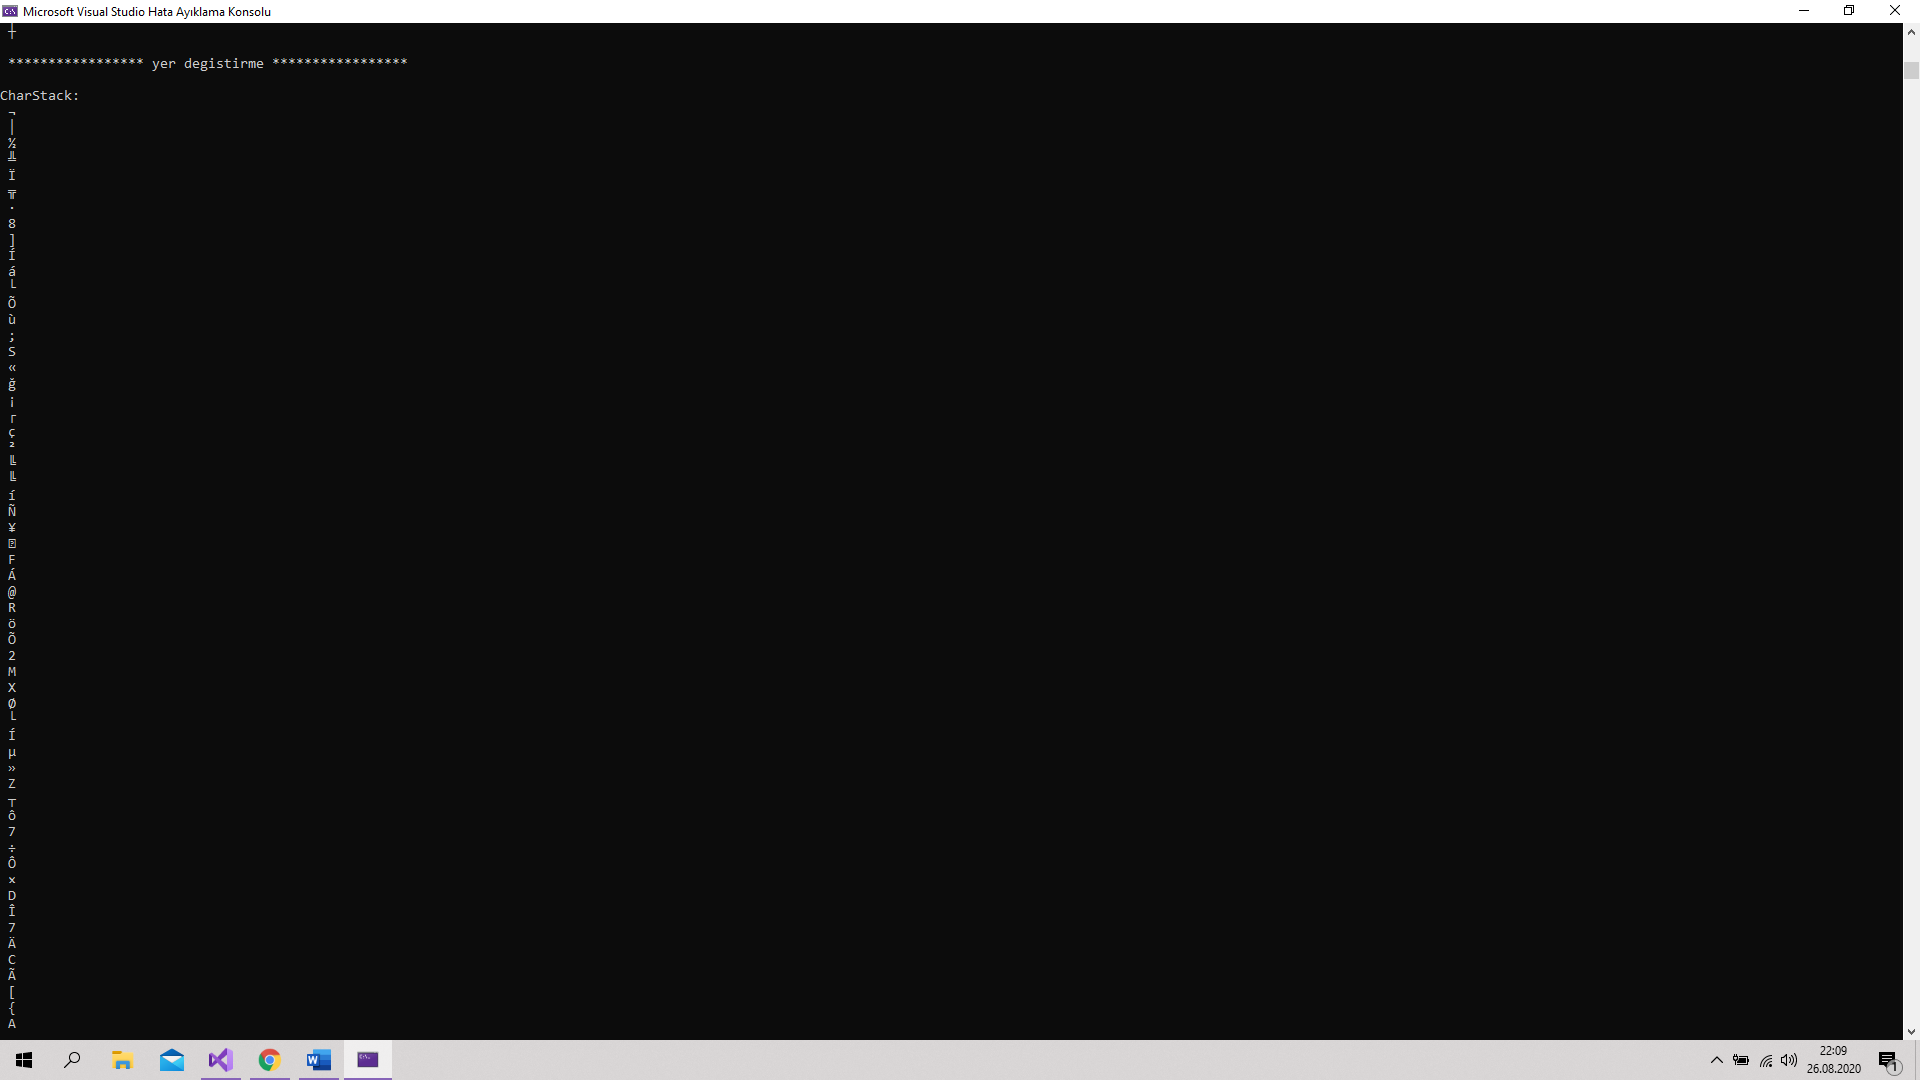 Microsoft Visual Studio Hata Ayıklama Konsolu
┼
***************** yer degistirme *****************
CharStack:
¬
│
½
╩
Ï
╦
·
8
]
Í
á
└
Õ
ù
;
S
«
ğ
¡
┌
ç
²
╚
╚
í
Ñ
¥
F
Á
@
R
ö
Õ
2
M
X
Ø
└
Í
µ
»
Z
┬
ô
7
÷
Ô
×
D
Î
7
Ä
C
Ã
[
{
A
22:09
26.08.2020
1